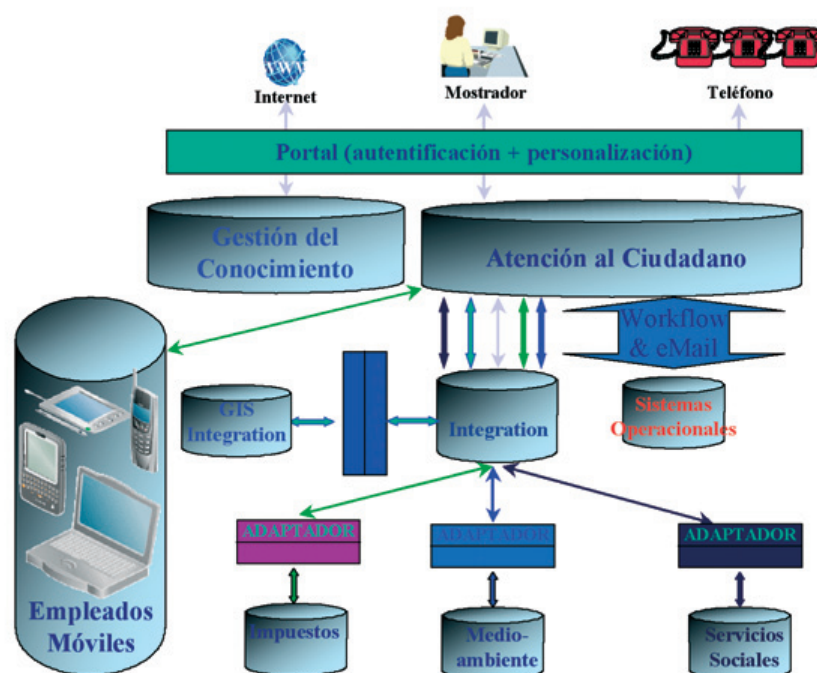 WWW
Internet
Mostrador
Teléfono
Portal (autentificación + personalización)
Gestión del
Conocimiento
Atención al Ciudadano
Workflow
& eMail
GIS
Integration
Integration
Sistemas
Operacionales
ADAPTADOR
ADAPTADOR
ADAPTADOR
Empleados
Móviles
Impuestos
Medio-
ambiente
Servicios
Sociales